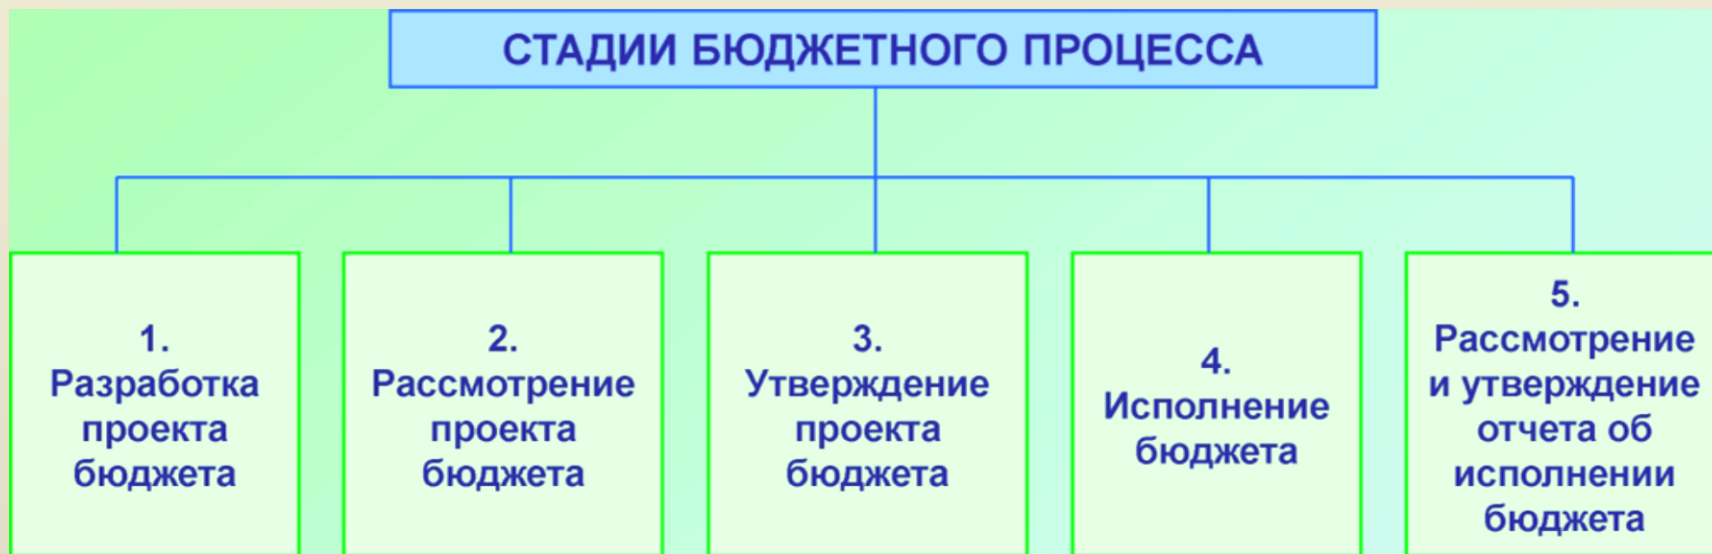 СТАДИИ БЮДЖЕТНОГО ПРОЦЕССА
1.
Разработка
проекта
бюджета
2.
Рассмотрение
проекта
бюджета
3.
Утверждение
проекта
бюджета
4.
Исполнение
бюджета
5.
Рассмотрение
и утверждение
отчета об
исполнении
бюджета